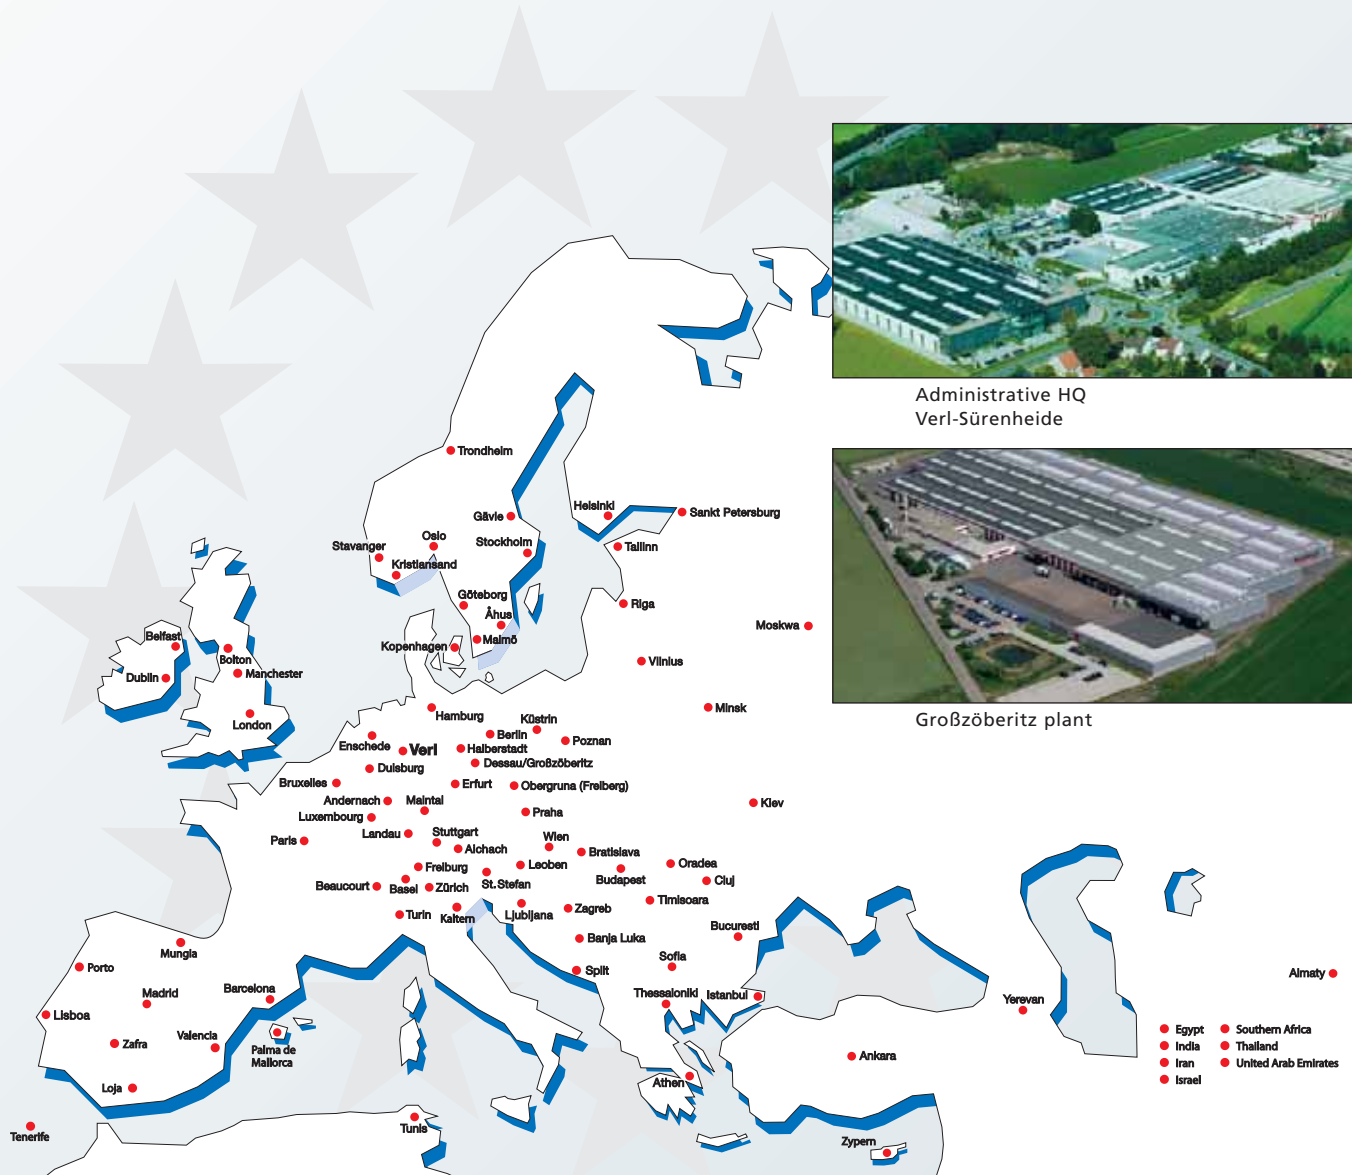 Administrative HQ
Verl-Sürenheide
Großzöberitz plant
Trondheim
Gävle
Helsinki
Sankt Petersburg
Oslo
Stavanger
Stockholm
Tallinn
Kristiansand
Göteborg
Riga
Åhus
Moskwa
Belfast
Malmö
Kopenhagen
Bolton
Vilnius
Manchester
Dublin
Minsk
Hamburg
London
Küstrin
Berlin
Poznan
Enschede
Verl
Halberstadt
Dessau/Großzöberitz
Duisburg
Bruxelles
Erfurt
Obergruna (Freiberg)
Andernach
Maintal
Kiev
Luxembourg
Praha
Landau
Stuttgart
Paris
Wien
Aichach
Bratislava
Freiburg
Leoben
Oradea
Budapest
Cluj
Beaucourt
Basel
Zürich
St. Stefan
Timisoara
Turin
Kaltern
Ljubljana
Zagreb
Bucuresti
Banja Luka
Mungia
Sofia
Porto
Split
Almaty
Barcelona
Madrid
Thessaloniki
Istanbul
Yerevan
Lisboa
Valencia
Zafra
Palma de
Mallorca
Ankara
Athen
Loja
Tunis
Tenerife
Zypern
Egypt
India
Iran
Israel
Southern Africa
Thailand
United Arab Emirates